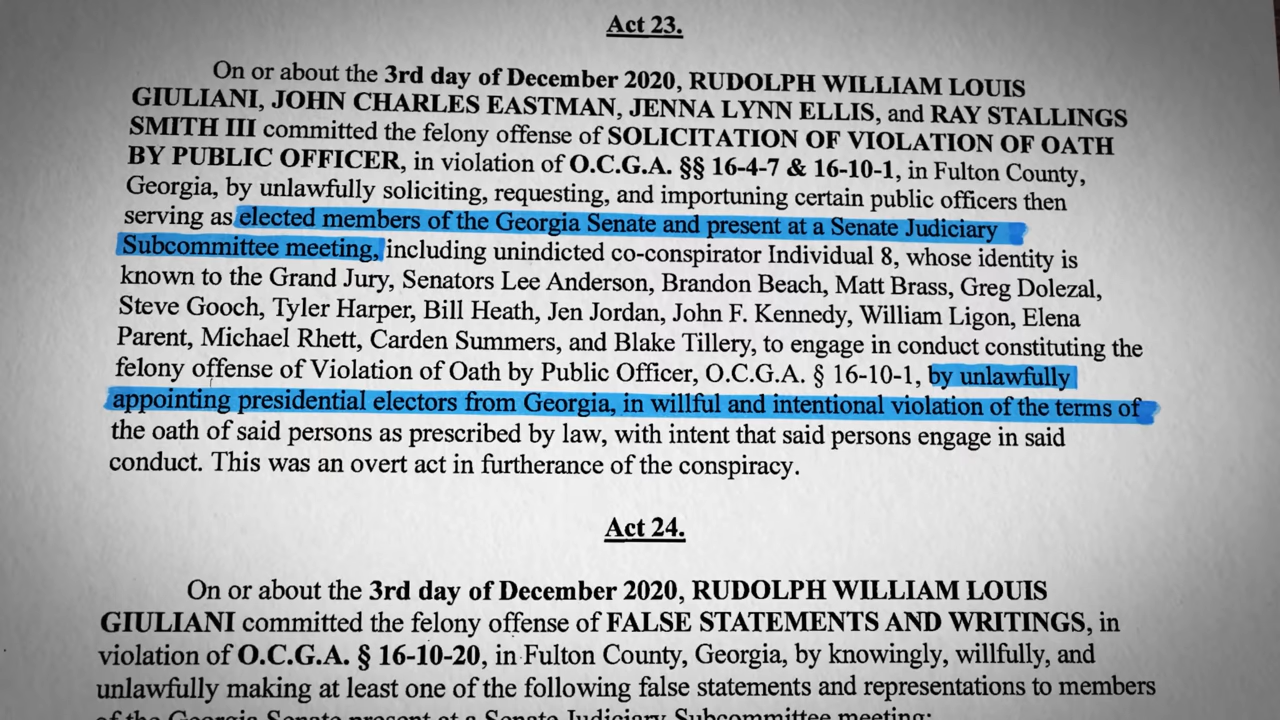 Act 23.
On or about the 3rd day of December 2020, RUDOLPH WILLIAM LOUIS
GIULIANI, JOHN CHARLES EASTMAN, JENNA LYNN ELLIS, and RAY STALLINGS
SMITH III committed the felony offense of SOLICITATION OF VIOLATION OF OATH
BY PUBLIC OFFICER, in violation of O.C.G.A. §§ 16-4-7 & 16-10-1, in Fulton County,
Georgia, by unlawfully soliciting, requesting, and importuning certain public officers then
serving as elected members of the Georgia Senate and present at a Senate Judiciary
Subcommittee meeting, including unindicted co-conspirator Individual 8, whose identity is
known to the Grand Jury, Senators Lee Anderson, Brandon Beach, Matt Brass, Greg Dolezal,
Steve Gooch, Tyler Harper, Bill Heath, Jen Jordan, John F. Kennedy, William Ligon, Elena
Parent, Michael Rhett, Carden Summers, and Blake Tillery, to engage in conduct constituting the
felony offense of Violation of Oath by Public Officer, O.C.G.A. § 16-10-1, by unlawfully
appointing presidential electors from Georgia, in willful and intentional violation of the terms of
the oath of said persons as prescribed by law, with intent that said persons engage in said
conduct. This was an overt act in furtherance of the conspiracy.
Act 24.
On or about the 3rd day of December 2020, RUDOLPH WILLIAM LOUIS
GIULIANI committed the felony offense of FALSE STATEMENTS AND WRITINGS, in
violation of O.C.G.A. § 16-10-20, in Fulton County, Georgia, by knowingly, willfully, and
unlawfully making at least one of the following false statements and representations to members
of the Georgia Senate present at a Senate Judiciary Subcommittee meeting: